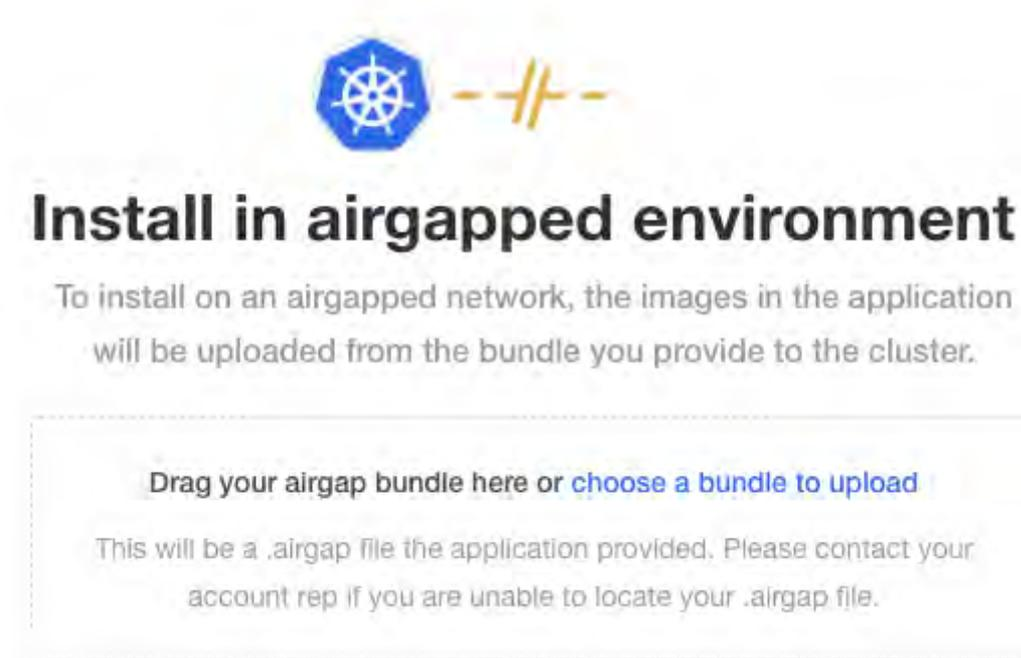 Install in airgapped environment
To install on an airgapped network, the images in the application
will be uploaded from the bundle you provide to the cluster.
Drag your airgap bundle here or choose a bundle to upload
This will be a .airgap file the application provided. Please contact your
account rep if you are unable to locate your .airgap file.